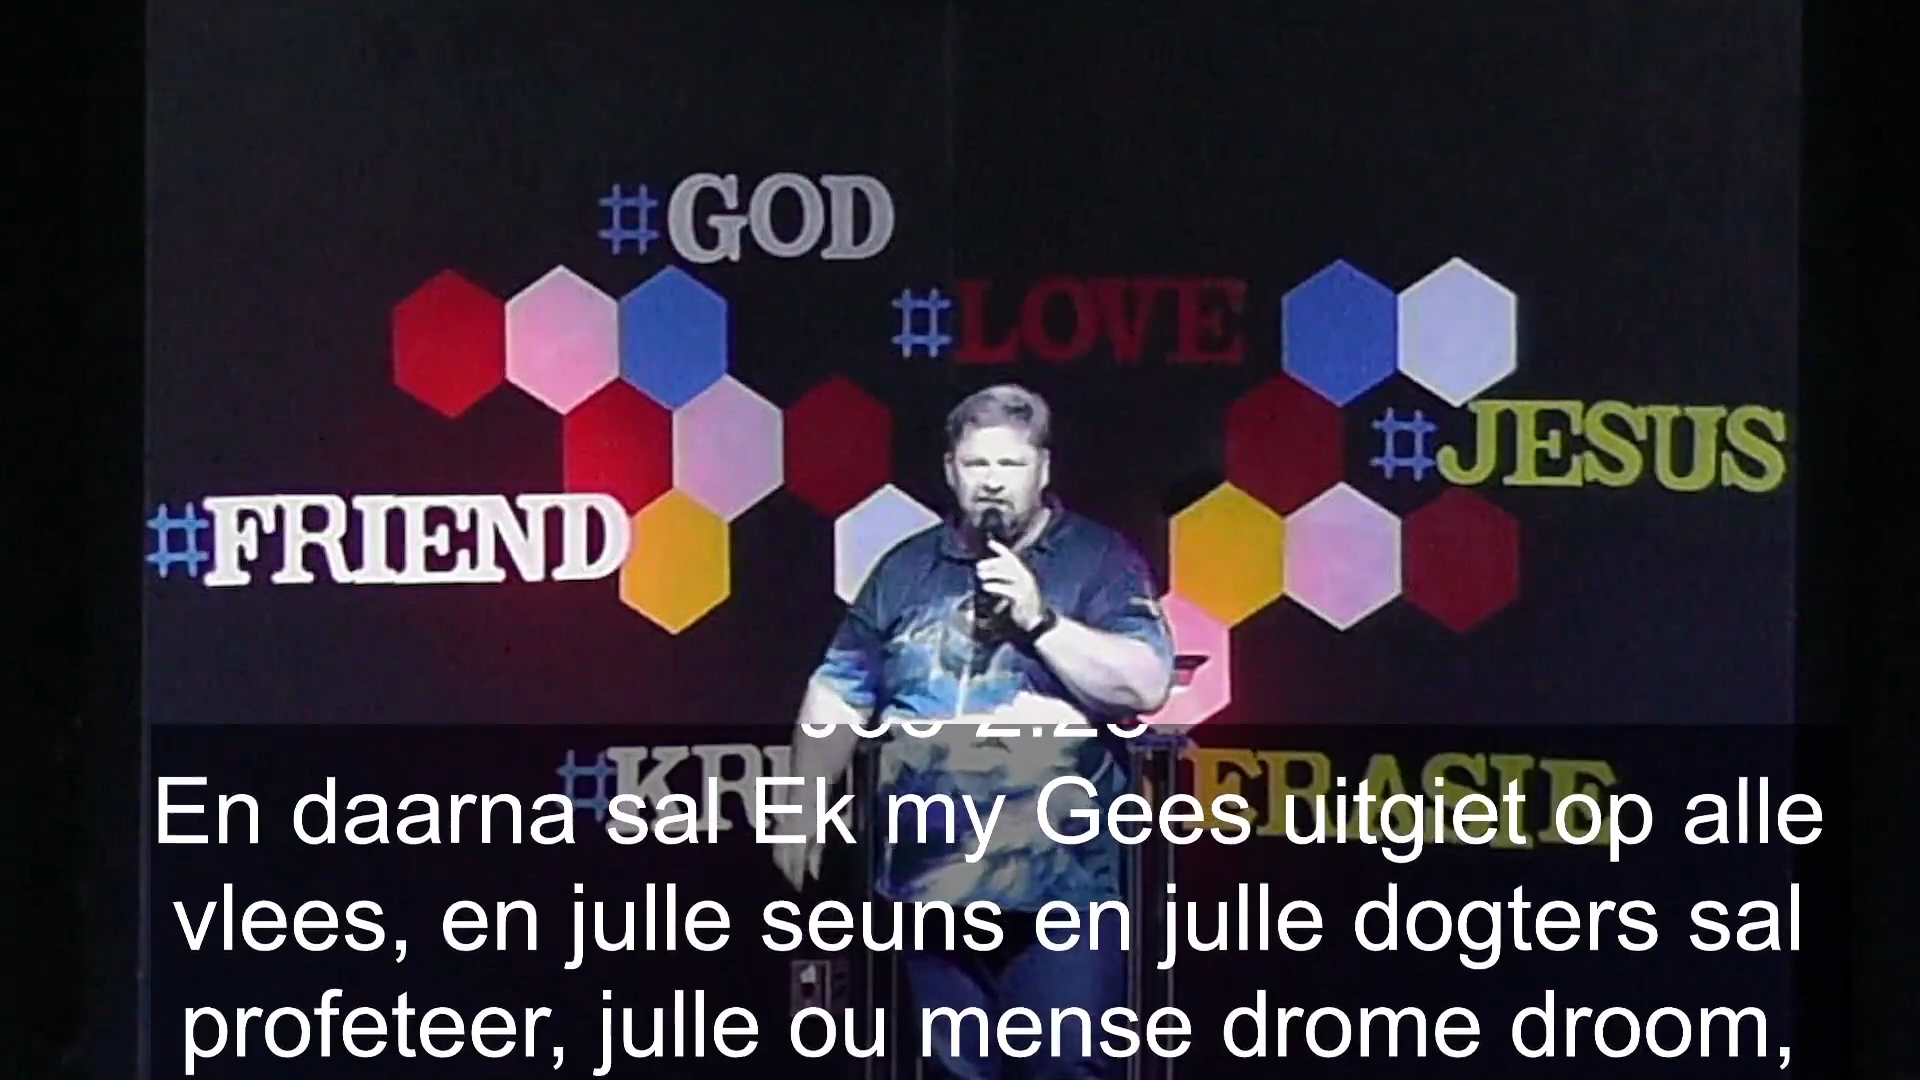 #GOD
#LOVE
#JESUS
#FRIEND
En daarna sal Ek my Gees uitgiet op alle
vlees, en julle seuns en julle dogters sal
profeteer, julle ou mense drome droom,